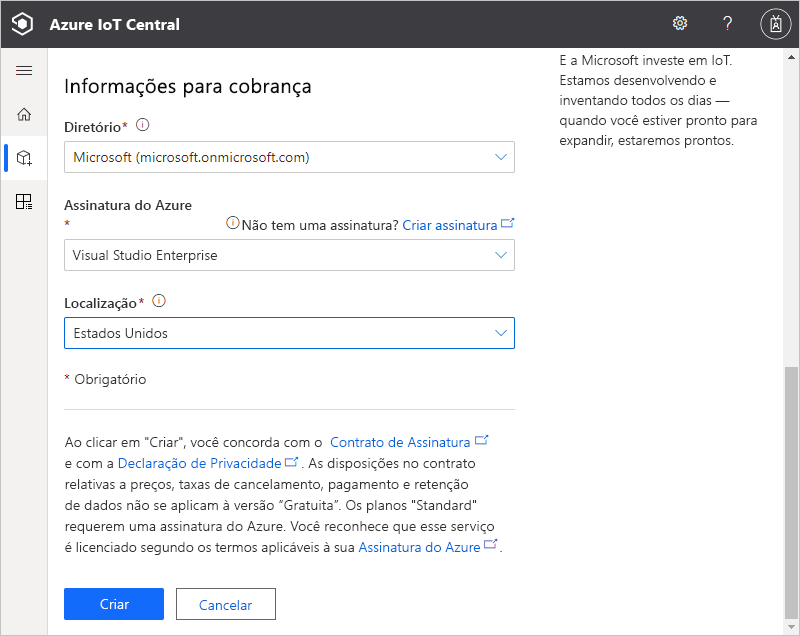 Azure IoT Central
?
Informações para cobrança
Diretório*
Microsoft (microsoft.onmicrosoft.com)
Assinatura do Azure
*
Não tem uma assinatura? Criar assinatura
Visual Studio Enterprise
Localização*
Estados Unidos
* Obrigatório
Ao clicar em "Criar", você concorda com o Contrato de Assinatura
e com a Declaração de Privacidade. As disposições no contrato
relativas a preços, taxas de cancelamento, pagamento e retenção
de dados não se aplicam à versão “Gratuita”. Os planos "Standard"
requerem uma assinatura do Azure. Você reconhece que esse serviço
é licenciado segundo os termos aplicáveis à sua Assinatura do Azure.
Criar
Cancelar
E a Microsoft investe em IoT.
Estamos desenvolvendo e
inventando todos os dias —
quando você estiver pronto para
expandir, estaremos prontos.